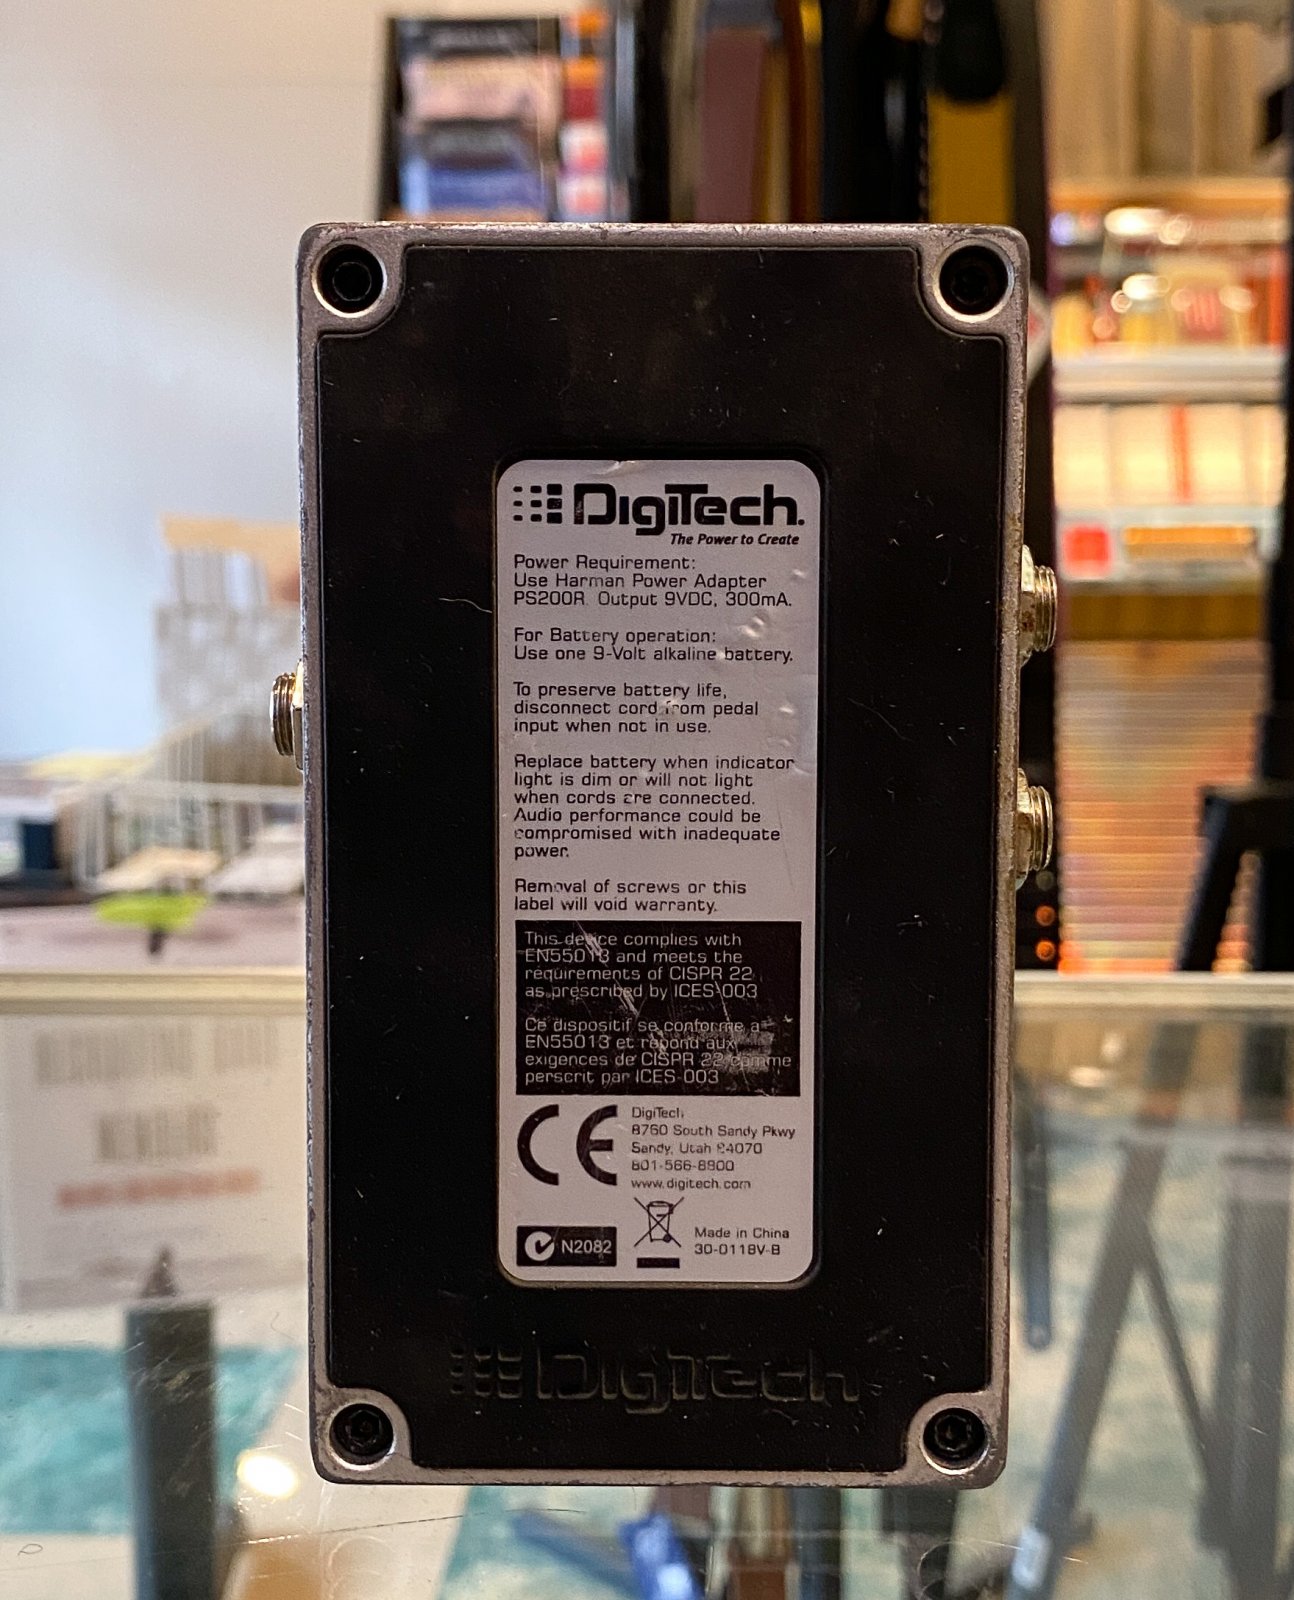 DigiTech.
The Power to Create
Power Requirement:
Use Harman Power Adapter
PS200R. Output 9VDC, 300mA.
For Battery operation:
Use one 9-Volt alkaline battery.
To preserve battery life,
disconnect cord from pedal
input when not in use.
Replace battery when indicator
light is dim or will not light
when cords are connected.
Audio performance could be
compromised with inadequate
power.
Removal of screws or this
label will void warranty.
This device complies with
EN55013 and meets the
requirements of CISPR 22
as prescribed by ICES-003
Ce dispositif se conforme a
EN55013 et repond aux
exigences de CISPR 22 comme
perscrit par ICES-003
CE
DigiTech
8760 South Sandy Pkwy
Sandy, Utah 84070
801-566-8800
www.digitech.com
N2082
Made in China
30-0118V-B
DigiTech